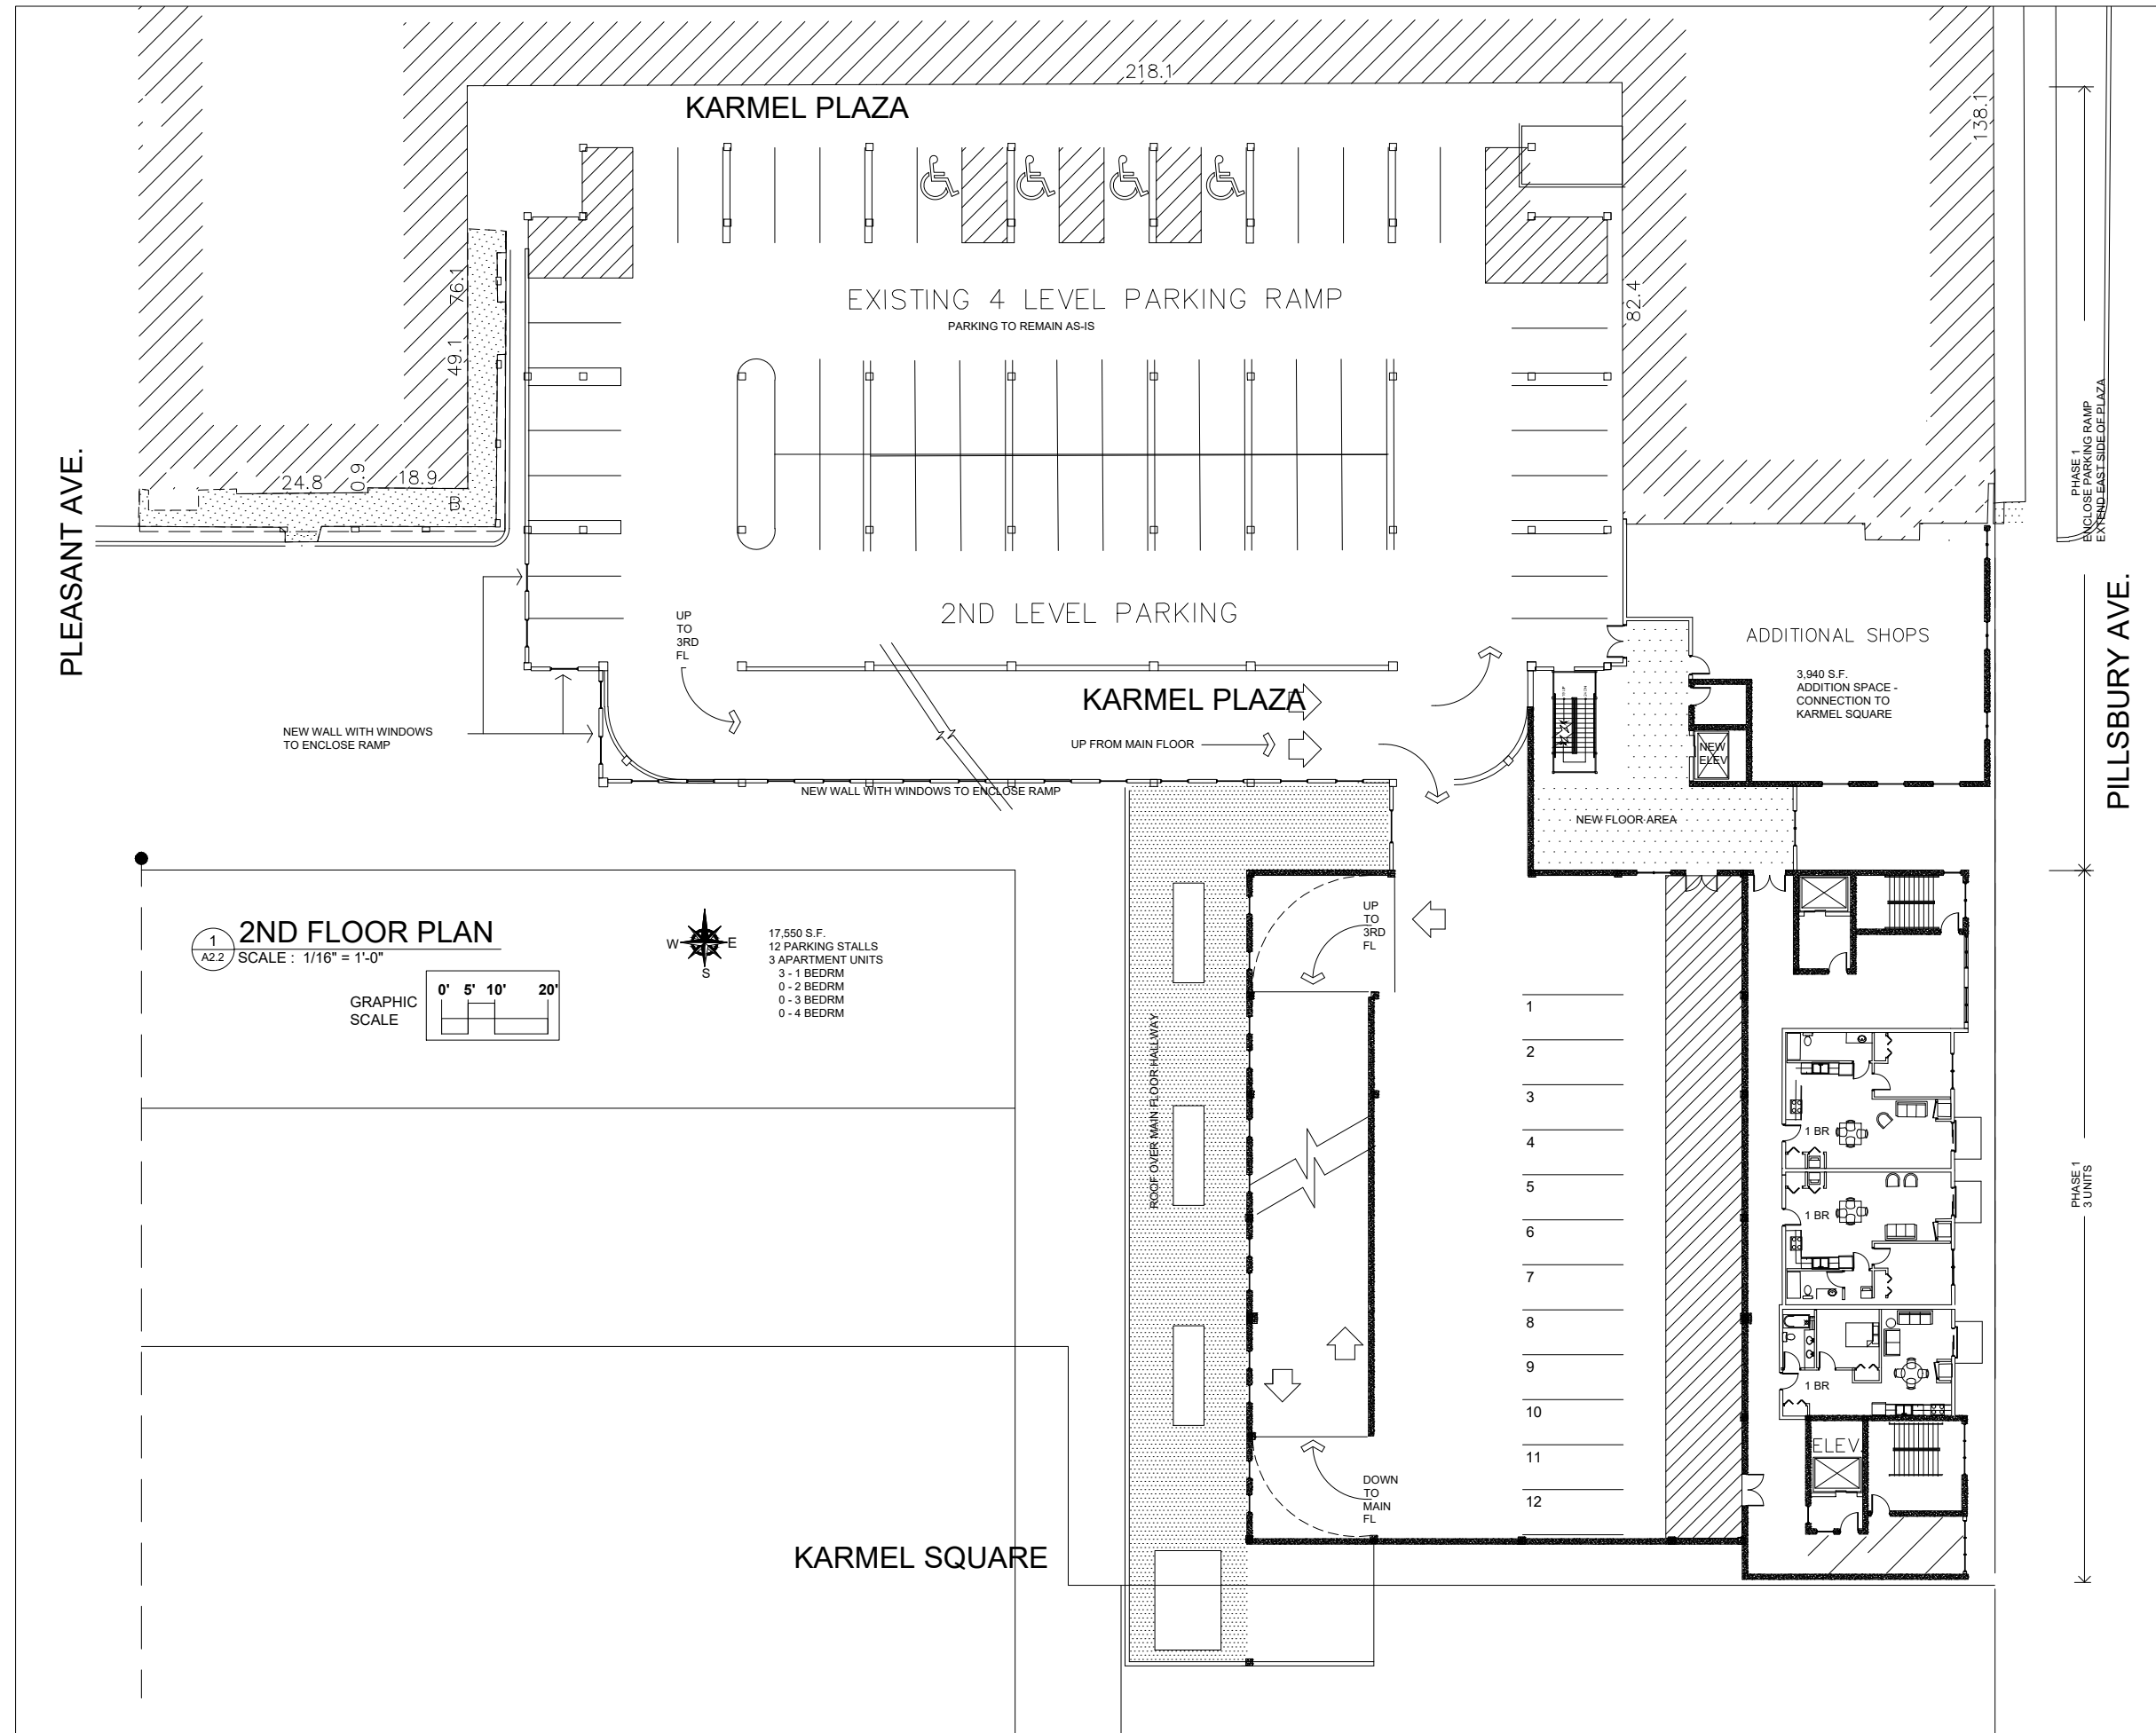 218.1
KARMEL PLAZA
138.1
76.1
49.1
EXISTING 4 LEVEL PARKING RAMP
PARKING TO REMAIN AS-IS
82.4
PHASE 1
ENCLOSE PARKING RAMP
EXTEND EAST SIDE OF PLAZA
PLEASANT AVE.
24.8
0.9
18.9
B.
2ND LEVEL PARKING
UP
TO
3RD
FL
ADDITIONAL SHOPS
3,940 S.F.
ADDITION SPACE -
CONNECTION TO
KARMEL SQUARE
PILLSBURY AVE.
KARMEL PLAZA
NEW WALL WITH WINDOWS
TO ENCLOSE RAMP
UP FROM MAIN FLOOR
NEW
ELEV
NEW WALL WITH WINDOWS TO ENCLOSE RAMP
NEW FLOOR AREA
1
A2.2
2ND FLOOR PLAN
SCALE : 1/16" = 1'-0"
GRAPHIC
SCALE
0' 5' 10' 20'
W E
S
17,550 S.F.
12 PARKING STALLS
3 APARTMENT UNITS
3 - 1 BEDRM
0 - 2 BEDRM
0 - 3 BEDRM
0 - 4 BEDRM
UP
TO
3RD
FL
ROOF OVER MAIN FLOOR HALLWAY
1
2
3
4
5
6
7
8
9
10
11
12
1 BR
1 BR
1 BR
PHASE 1
3 UNITS
ELEV.
DOWN
TO
MAIN
FL
KARMEL SQUARE